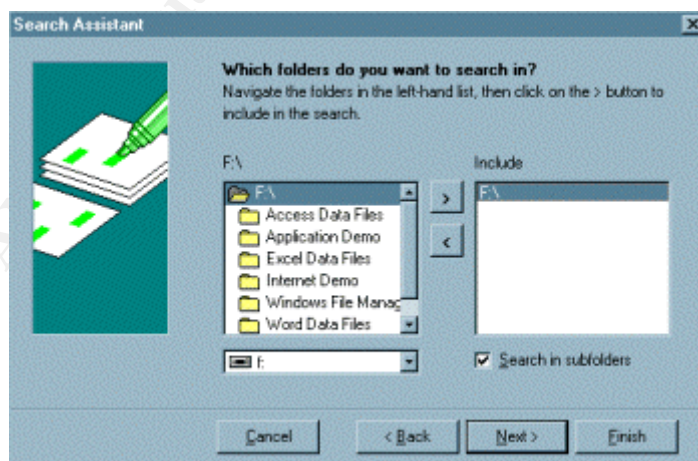 Search Assistant
Which folders do you want to search in?
Navigate the folders in the left-hand list, then click on the > button to
include in the search.
F:\
Include
F:\
F:\
Access Data Files
Application Demo
Excel Data Files
Internet Demo
Windows File Manag
Word Data Files
>
<
f:
Search in subfolders
Cancel
< Back
Next >
Finish